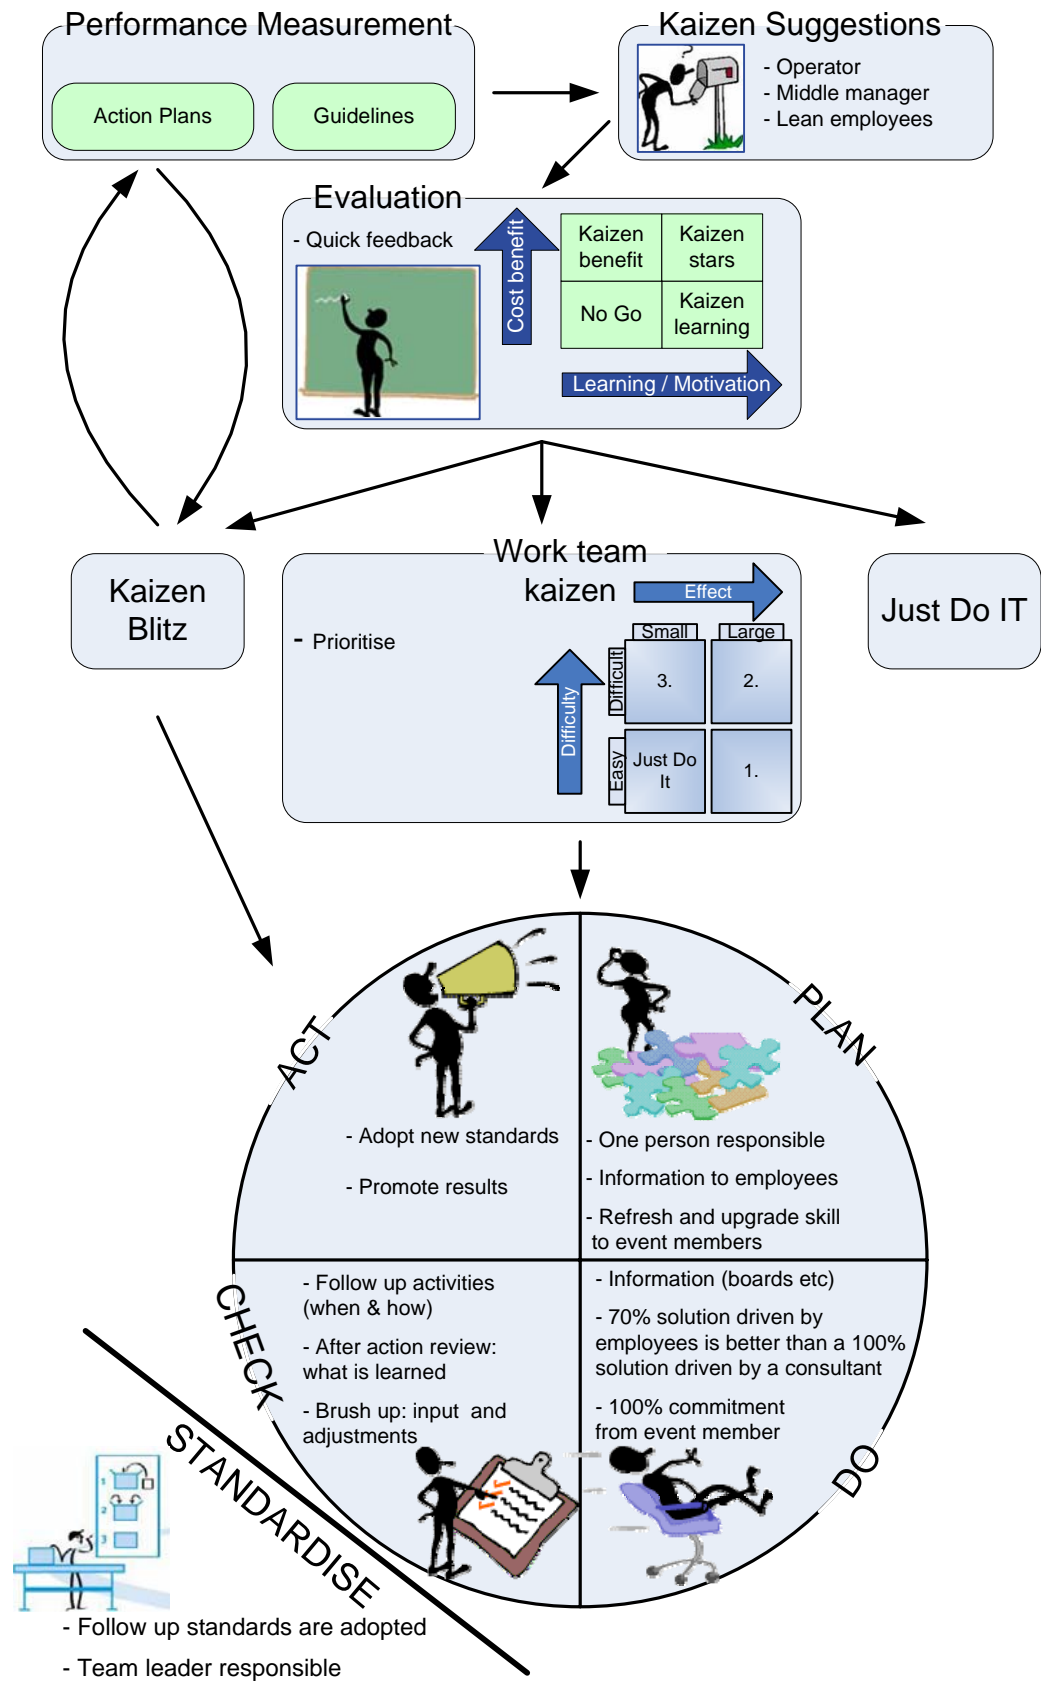 Performance Measurement
Action Plans
Guidelines
Kaizen Suggestions
- Operator
- Middle manager
- Lean employees
Evaluation
- Quick feedback
Cost benefit
Kaizen
benefit
Kaizen
stars
No Go
Kaizen
learning
Learning / Motivation
Kaizen
Blitz
Work team
kaizen
Effect
- Prioritise
Small
Large
Difficulty
Difficult
3.
2.
Easy
Just Do
It
1.
Just Do IT
ACT
- Adopt new standards
- Promote results
PLAN
- One person responsible
- Information to employees
- Refresh and upgrade skill
to event members
CHECK
- Follow up activities
(when & how)
- After action review:
what is learned
- Brush up: input and
adjustments
- Information (boards etc)
- 70% solution driven by
employees is better than a 100%
solution driven by a consultant
- 100% commitment
from event member
DO
STANDARDISE
1
2
3
- Follow up standards are adopted
- Team leader responsible